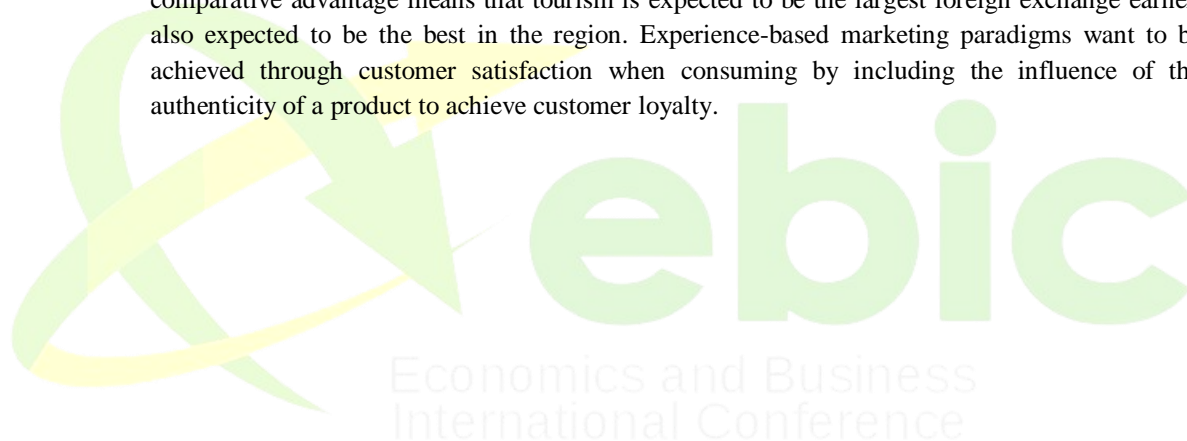 comparative advantage means that tourism is expected to be the largest foreign exchange earne
also expected to be the best in the region. Experience-based marketing paradigms want to b
achieved through customer satisfaction when consuming by including the influence of th
authenticity of a product to achieve customer loyalty.
ebic
Economics and Business
International Conference